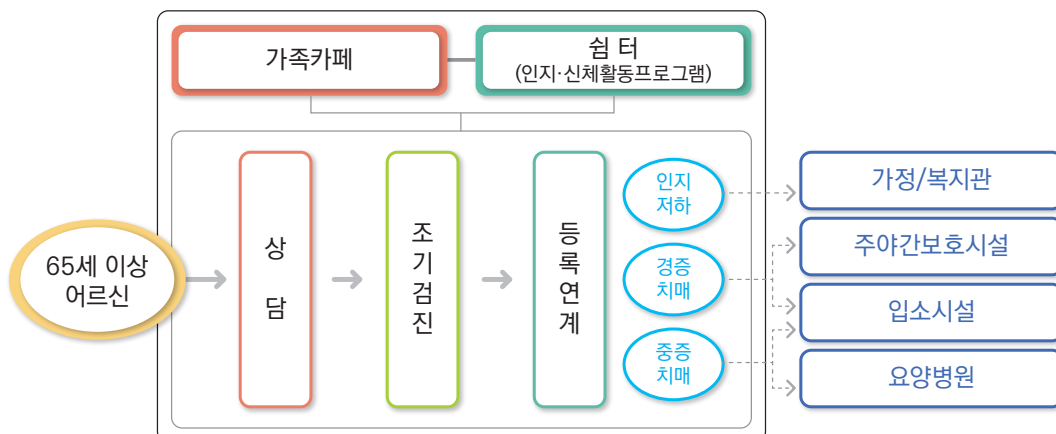 가족카페
쉼 터
(인지·신체활동프로그램)
65세 이상
어르신
상
담
조
기
검
진
등
록
연
계
인지
저하
경증
치매
중증
치매
가정/복지관
주야간보호시설
입소시설
요양병원